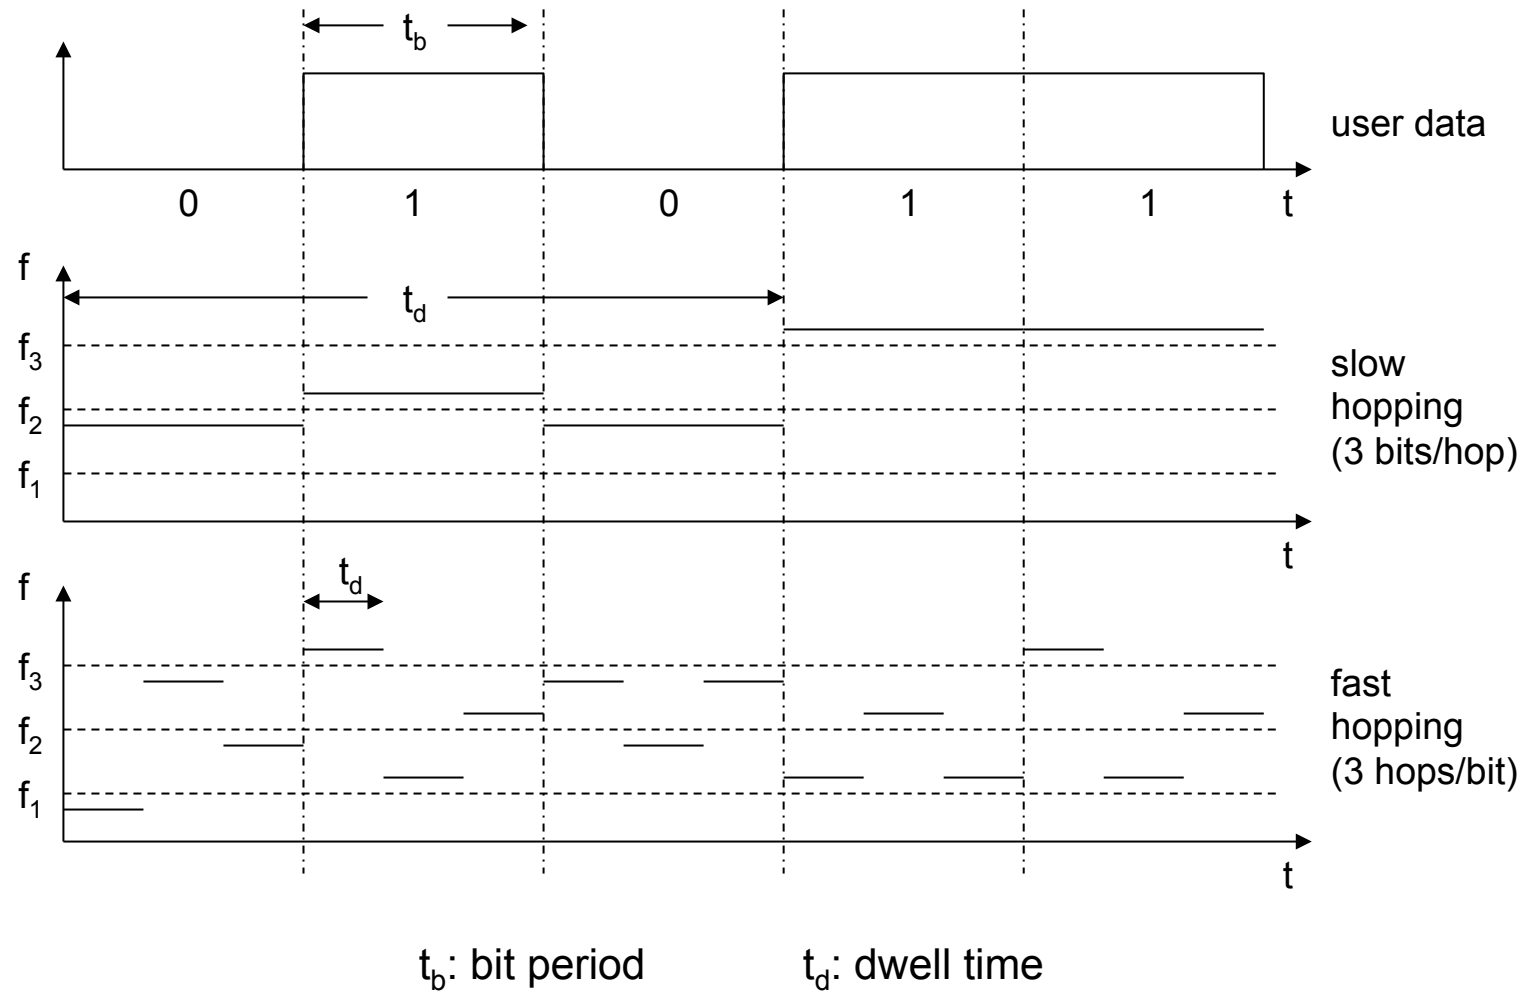 t_b
user data
0 1 0 1 1 t
f
t_d
f_3
slow
hopping
(3 bits/hop)
f_2
f_1
t
t_d
f
f_3
fast
hopping
(3 hops/bit)
f_2
f_1
t
t_b: bit period t_d: dwell time